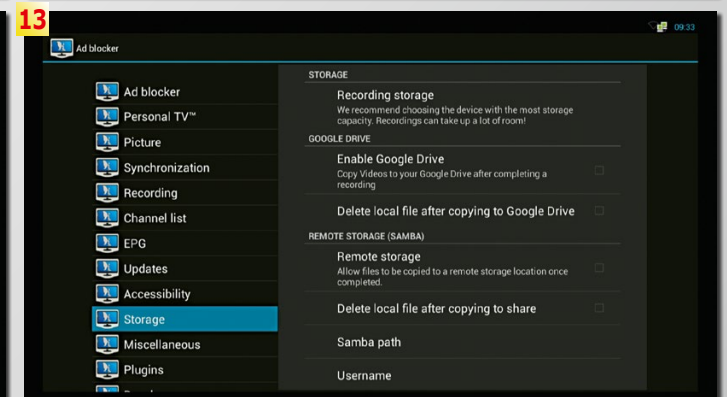 13
09:33
Ad blocker
Ad blocker
Personal TV™
Picture
Synchronization
Recording
Channel list
EPG
Updates
Accessibility
Storage
Miscellaneous
Plugins
STORAGE
Recording storage
We recommend choosing the device with the most storage
capacity. Recordings can take up a lot of room!
GOOGLE DRIVE
Enable Google Drive
Copy Videos to your Google Drive after completing a
recording
Delete local file after copying to Google Drive
REMOTE STORAGE (SAMBA)
Remote storage
Allow files to be copied to a remote storage location once
completed.
Delete local file after copying to share
Samba path
Username